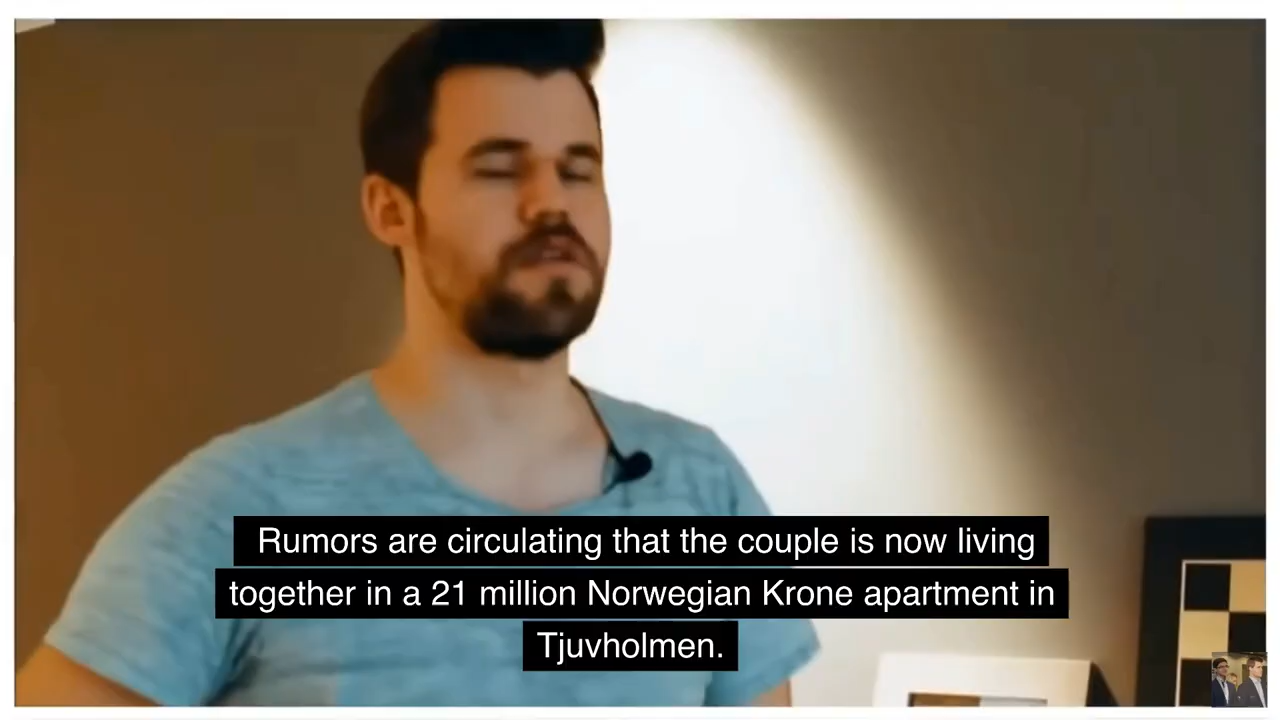 Rumors are circulating that the couple is now living
together in a 21 million Norwegian Krone apartment in
Tjuvholmen.